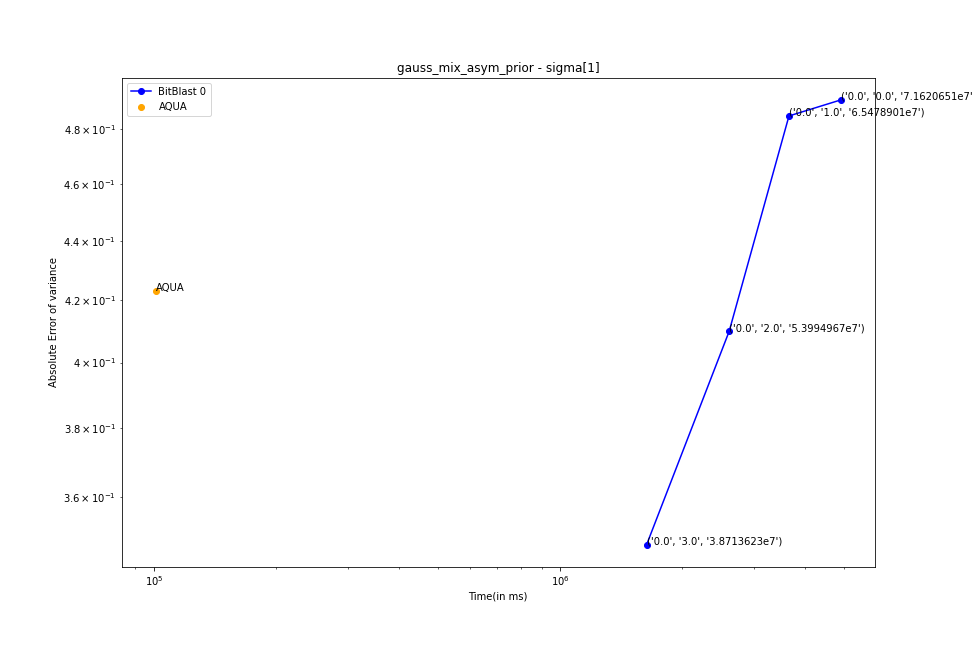 gauss_mix_asym_prior - sigma[1]
BitBlast 0
AQUA
('0.0', '0.0', '7.1620651e7'
('0.0', '1.0', '6.5478901e7')
4.8 × 10⁻¹
4.6 × 10⁻¹
4.4 × 10⁻¹
4.2 × 10⁻¹
4 × 10⁻¹
3.8 × 10⁻¹
3.6 × 10⁻¹
Absolute Error of variance
AQUA
('0.0', '2.0', '5.3994967e7')
('0.0', '3.0', '3.8713623e7')
10⁵
10⁶
Time(in ms)